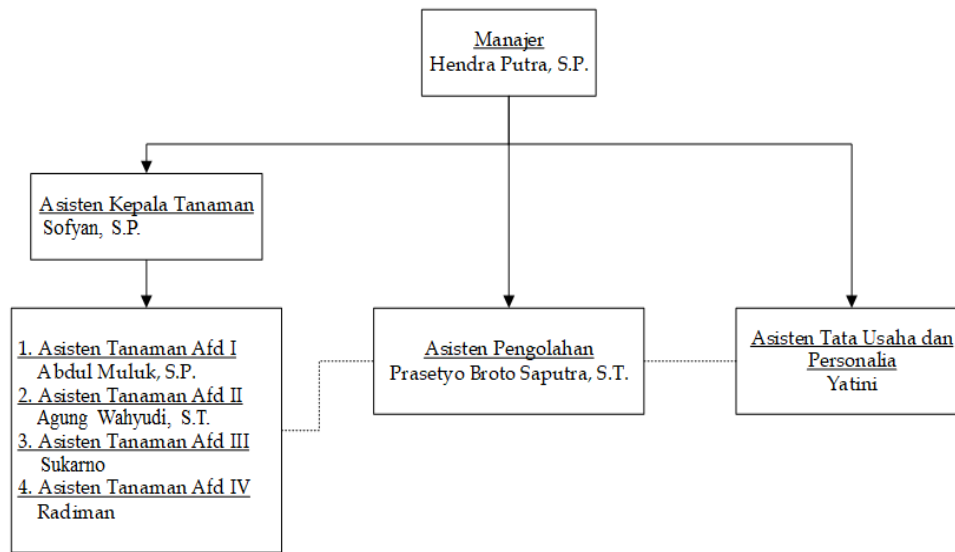 Manajer
Hendra Putra, S.P.
Asisten Kepala Tanaman
Sofyan, S.P.
1. Asisten Tanaman Afd I
Abdul Muluk, S.P.
2. Asisten Tanaman Afd II
Agung Wahyudi, S.T.
3. Asisten Tanaman Afd III
Sukarno
4. Asisten Tanaman Afd IV
Radiman
Asisten Pengolahan
Prasetyo Broto Saputra, S.T.
Asisten Tata Usaha dan
Personalia
Yatini